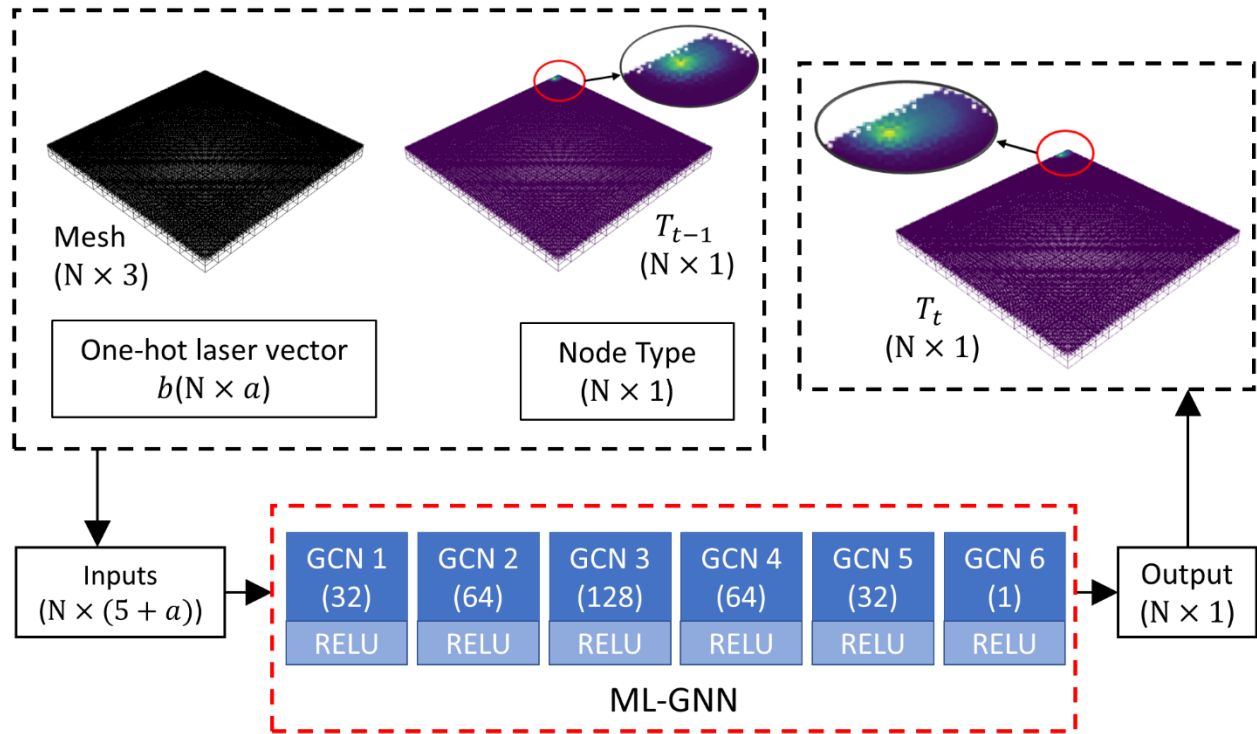 Mesh
(N × 3)
T_{t−1}
(N × 1)
One-hot laser vector
b(N × a)
Node Type
(N × 1)
T_t
(N × 1)
Inputs
(N × (5 + a))
GCN 1
(32)
RELU
GCN 2
(64)
RELU
GCN 3
(128)
RELU
GCN 4
(64)
RELU
GCN 5
(32)
RELU
GCN 6
(1)
RELU
ML-GNN
Output
(N × 1)